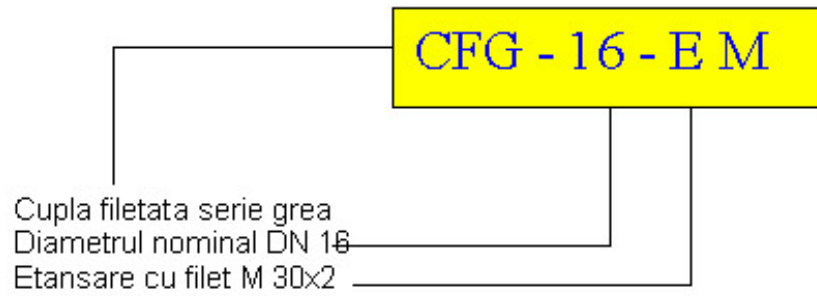 CFG - 16 - E M
Cupla filetata serie grea
Diametrul nominal DN 16
Etansare cu filet M 30x2